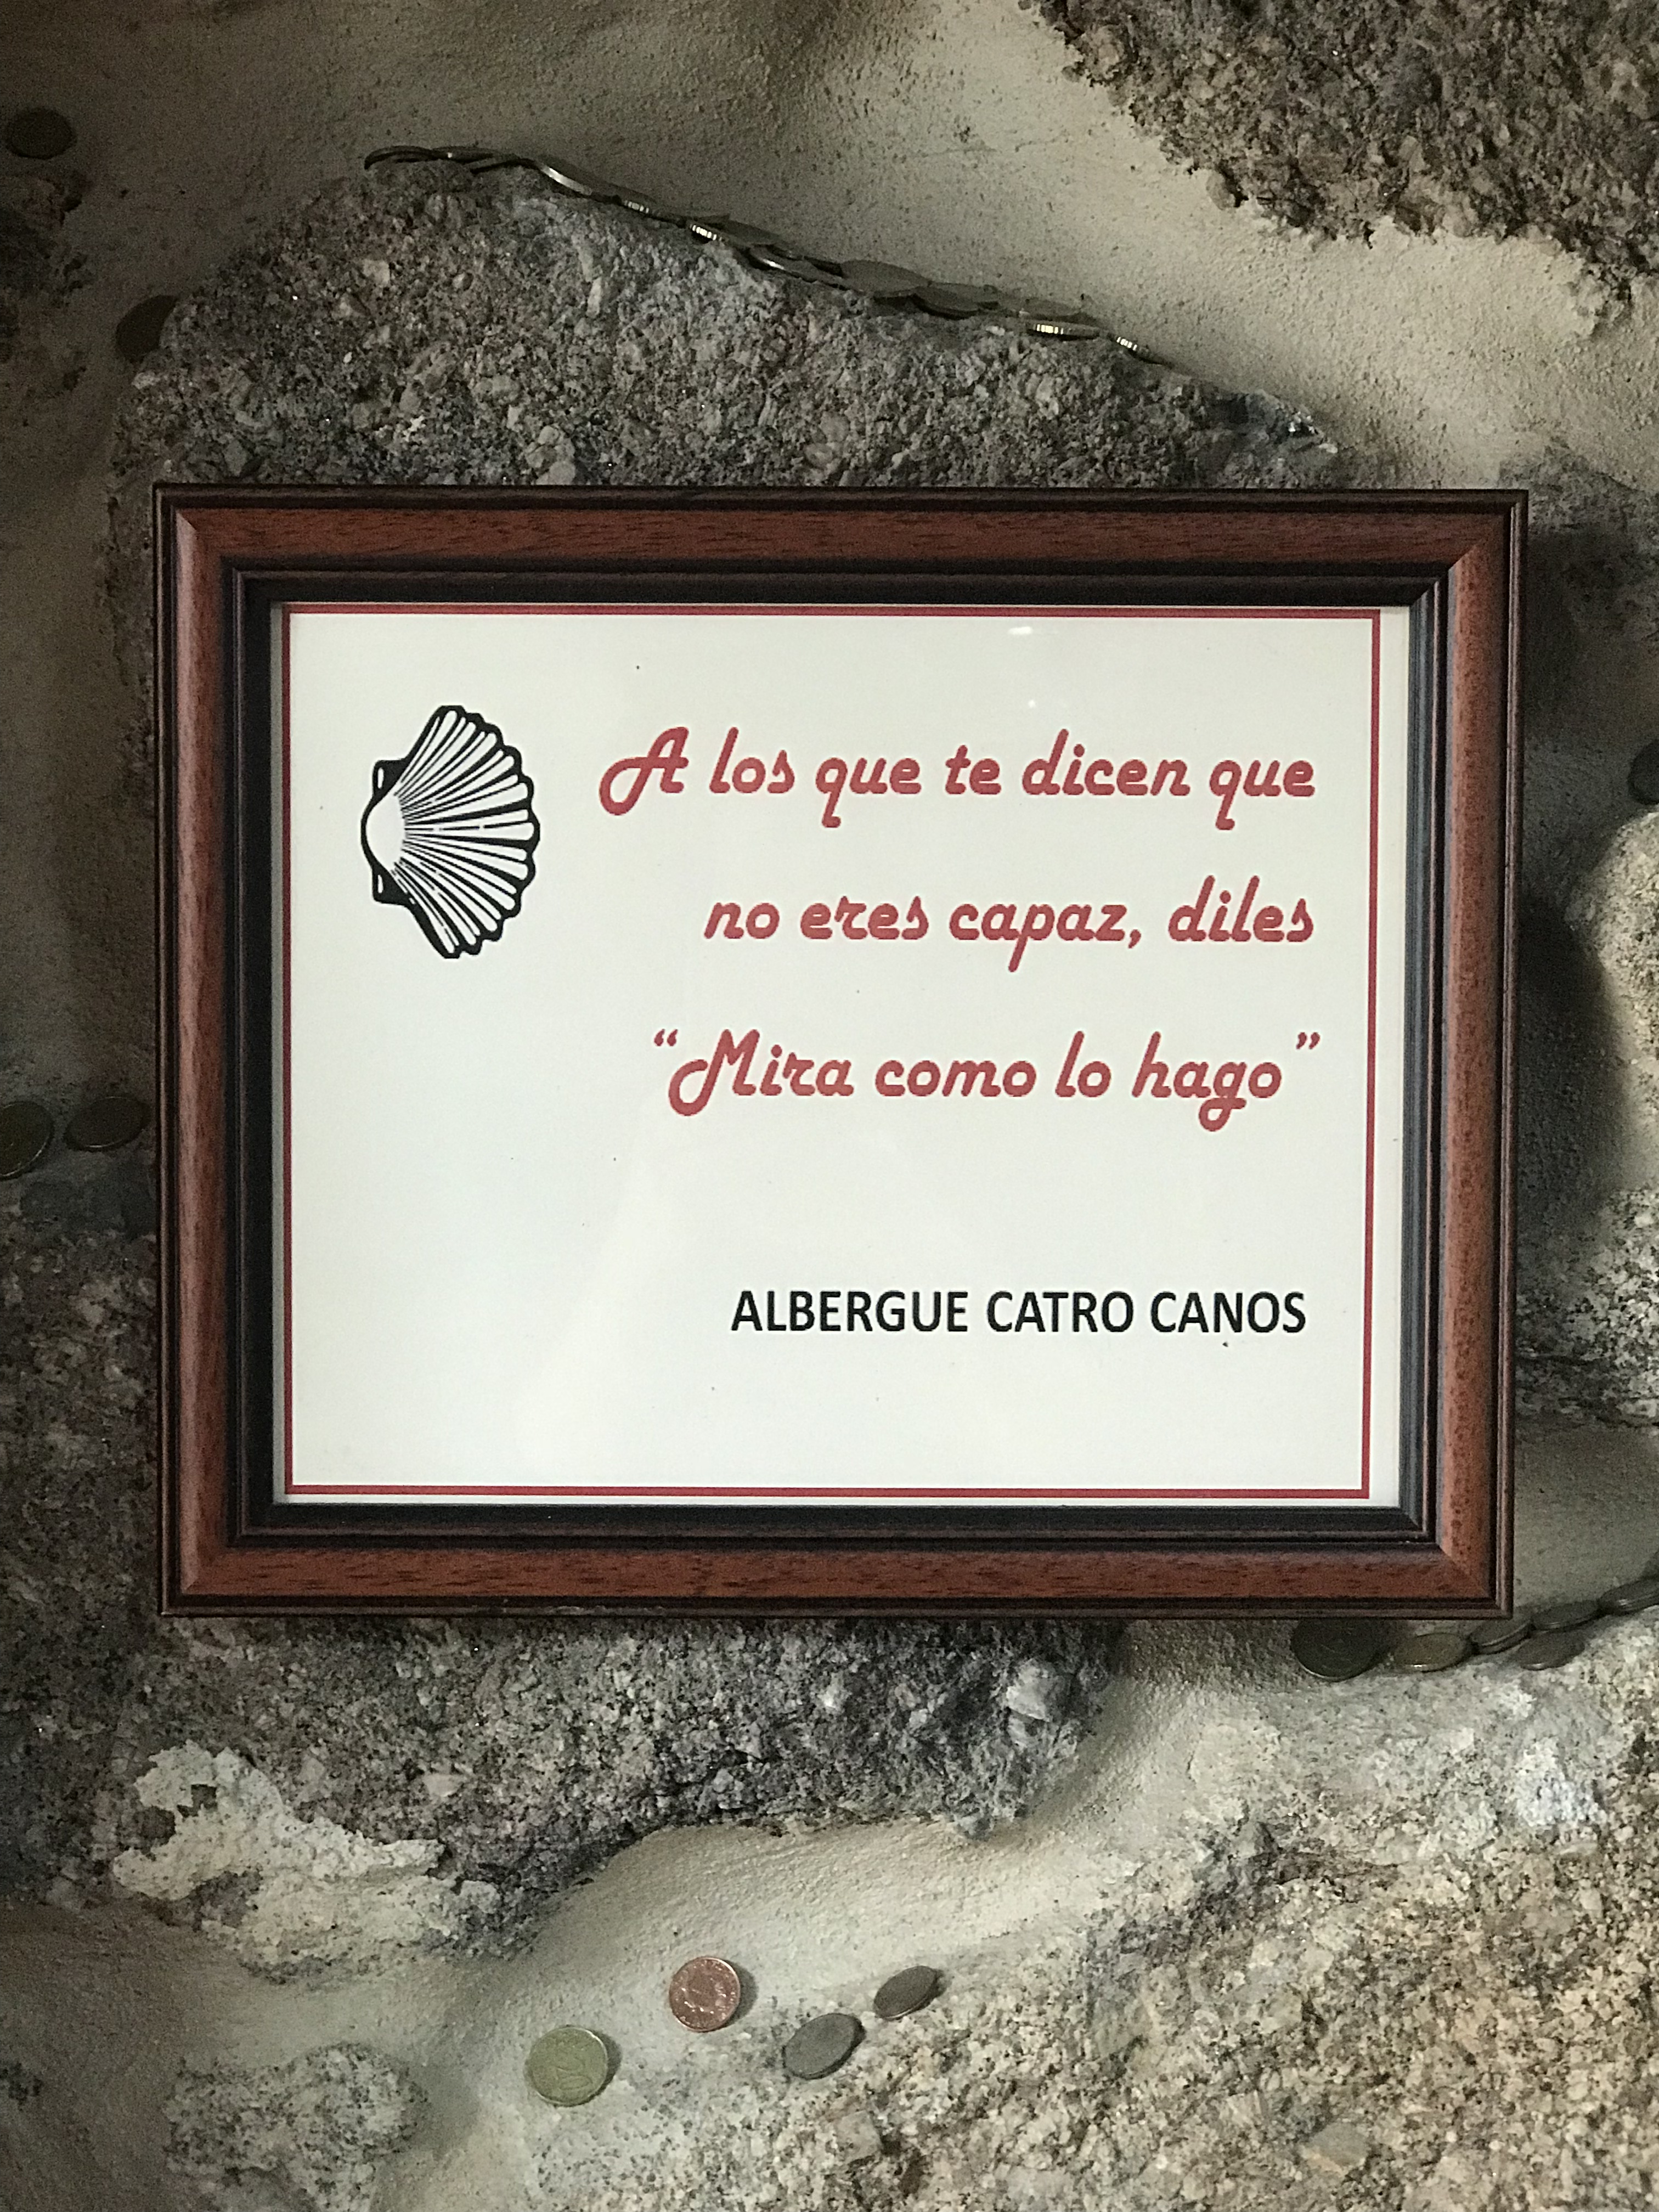 A los que te dicen que
no eres capaz, diles
“Mira como lo hago”
ALBERGUE CATRO CANOS